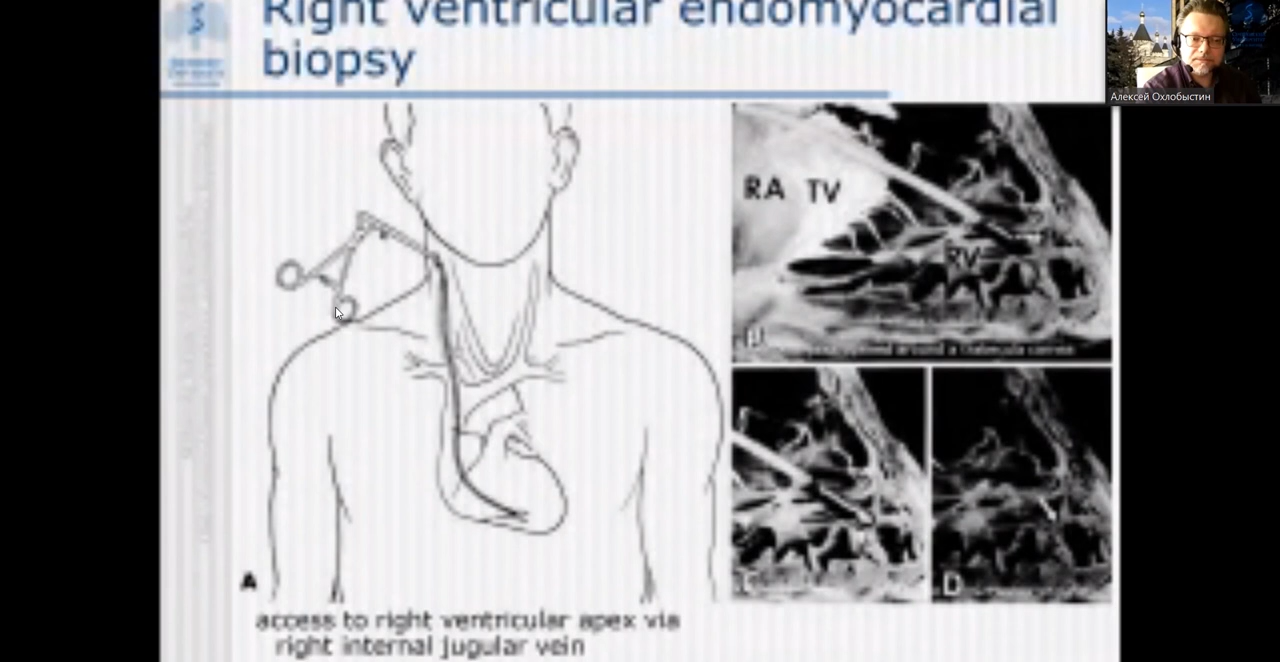 Right ventricular endomyocardial
biopsy
Алексей Охлобыстин
RA TV
RV
A
C
D
access to right ventricular apex via
right internal jugular vein